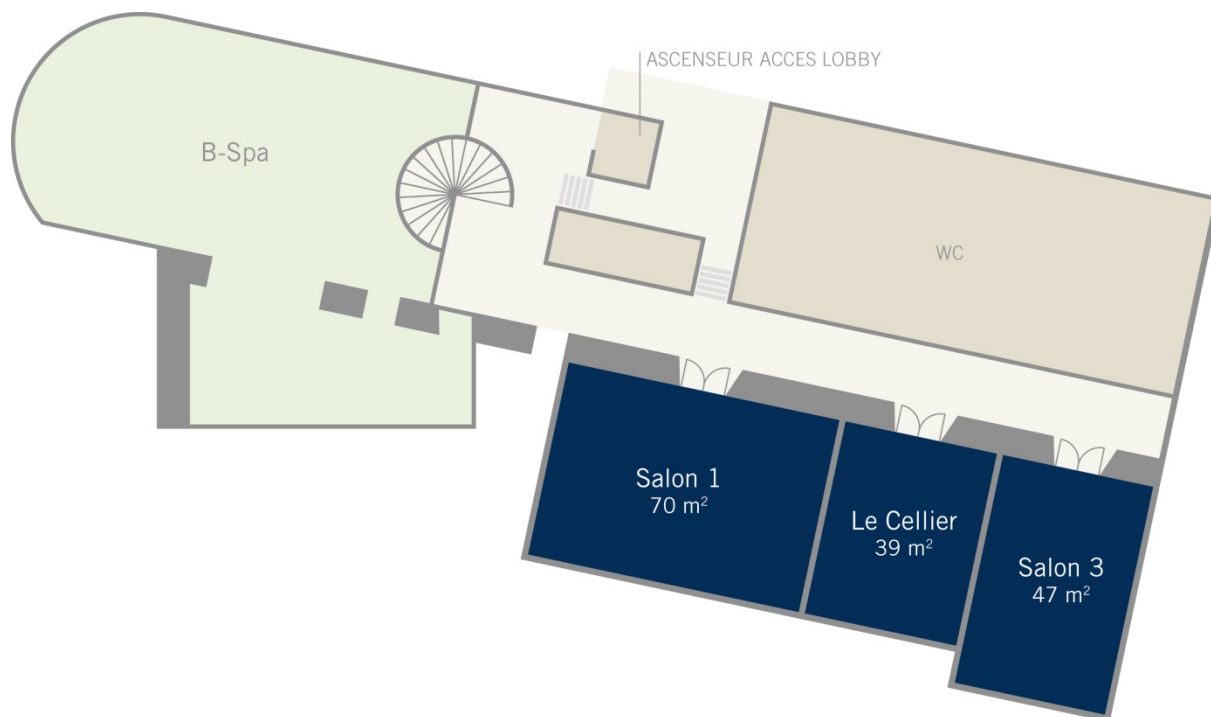 ASCENSEUR ACCES LOBBY
B-Spa
WC
Salon 1
70 m²
Le Cellier
39 m²
Salon 3
47 m²